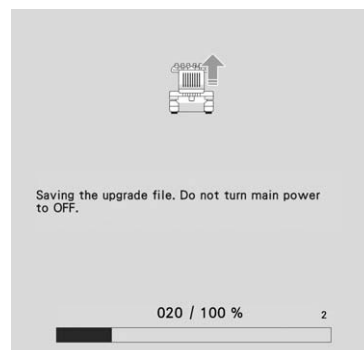 Saving the upgrade file. Do not turn main power
to OFF.
020 / 100 %
2